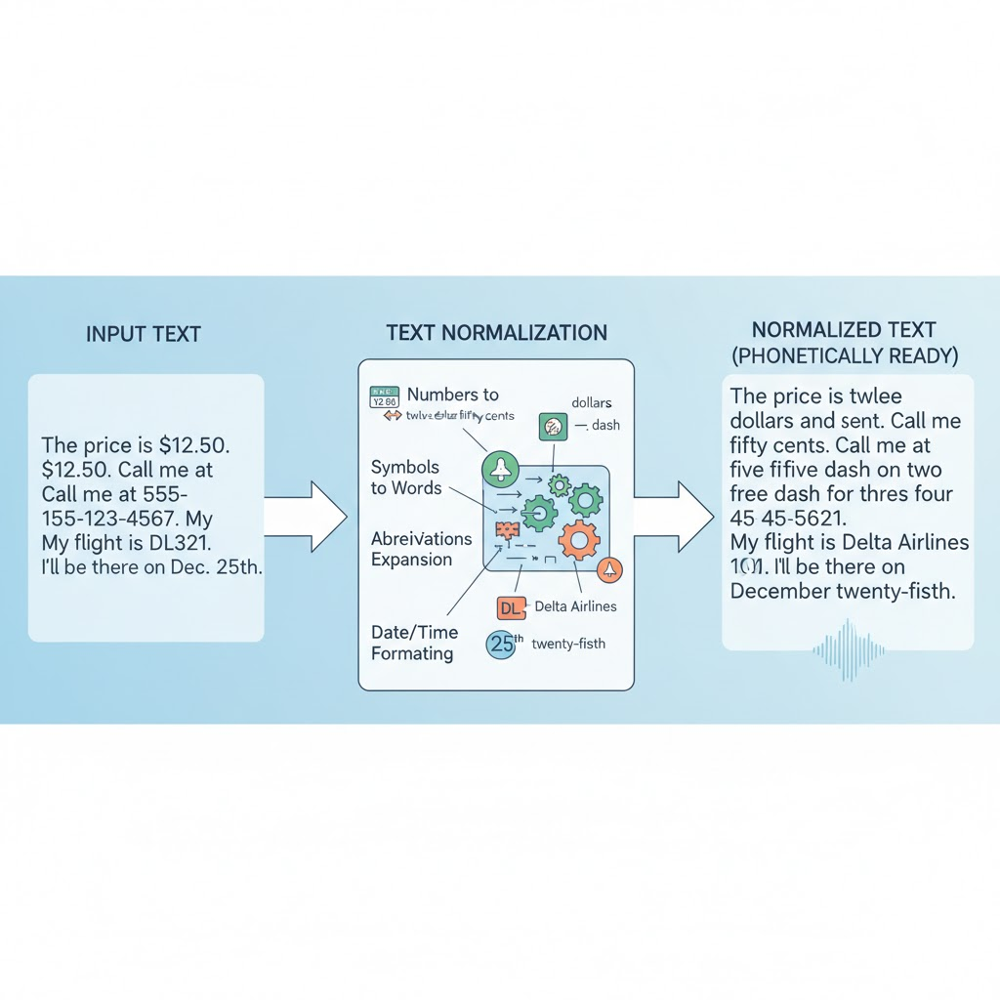 INPUT TEXT
The price is $12.50.
$12.50. Call me at
Call me at 555-
155-123-4567. My
My flight is DL321.
I'll be there on Dec. 25th.
TEXT NORMALIZATION
Numbers to
cents
dollars
dash
Symbols
to Words
Abreivations
Expansion
DL
Delta Airlines
Date/Time
Formating
25th
twenty-fisth
NORMALIZED TEXT
(PHONETICALLY READY)
The price is twlee
dollars and sent. Call me
fifty cents. Call me at
five fifive dash on two
free dash for thres four
45 45-5621.
My flight is Delta Airlines
I'll be there on
December twenty-fisth.